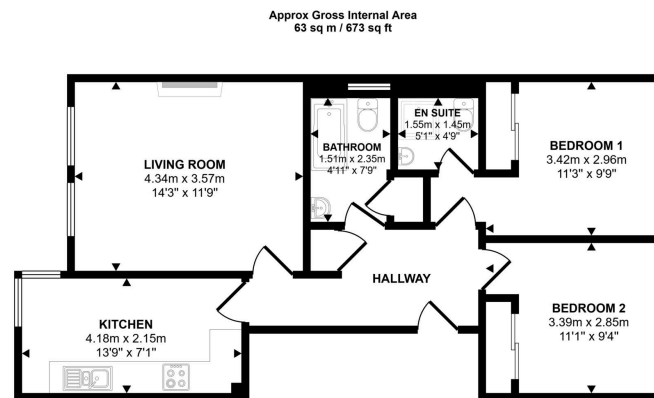 Approx Gross Internal Area
63 sq m / 673 sq ft
LIVING ROOM
4.34m x 3.57m
14'3" x 11'9"
BATHROOM
1.51m x 2.35m
4'11" x 7'9"
EN SUITE
1.55m x 1.45m
5'1" x 4'9"
BEDROOM 1
3.42m x 2.96m
11'3" x 9'9"
HALLWAY
KITCHEN
4.18m x 2.15m
13'9" x 7'1"
BEDROOM 2
3.39m x 2.85m
11'1" x 9'4"